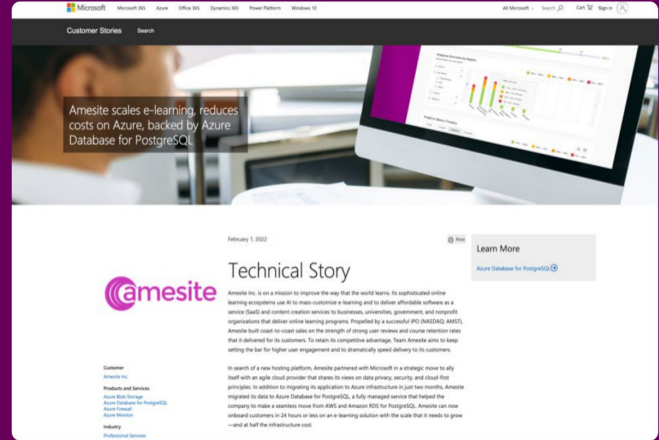 Microsoft Microsoft 365 Azure Office 365 Dynamics 365 Power Platform Windows 10 All Microsoft Search Cart Sign in
Customer Stories Search
Amesite scales e-learning, reduces
costs on Azure, backed by Azure
Database for PostgreSQL
February 1, 2022
Print
Learn More
Azure Database for PostgreSQL
Technical Story
amesite
Amesite Inc. is on a mission to improve the way that the world learns. Its sophisticated online
learning ecosystems use AI to mass-customize e-learning and to deliver affordable software as a
service (SaaS) and content creation services to businesses, universities, government, and nonprofit
organizations that deliver online learning programs. Propelled by a successful IPO (NASDAQ: AMST),
Amesite built coast-to-coast sales on the strength of strong user reviews and course retention rates
that it delivered for its customers. To retain its competitive advantage, Team Amesite aims to keep
setting the bar for higher user engagement and to dramatically speed delivery to its customers.
In search of a new hosting platform, Amesite partnered with Microsoft in a strategic move to ally
itself with an agile cloud provider that shares its views on data privacy, security, and cloud-first
principles. In addition to migrating its application to Azure infrastructure in just two months, Amesite
migrated its data to Azure Database for PostgreSQL, a fully managed service that helped the
company to make a seamless move from AWS and Amazon RDS for PostgreSQL. Amesite can now
onboard customers in 24 hours or less on an e-learning solution with the scale that it needs to grow
—and at half the infrastructure cost.
Customer
Amesite Inc.
Products and Services
Azure Blob Storage
Azure Database for PostgreSQL
Azure Firewall
Azure Monitor
Industry
Professional Services